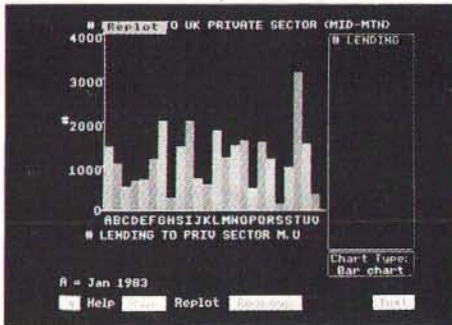 # Replot TO UK PRIVATE SECTOR (MID-MTH)
# LENDING
4000
3000
#
2000
1000
0
ABCDEFGHSIJKLMNOPQRSSTUV
# LENDING TO PRIV SECTOR M.U
Chart Type:
Bar chart
A = Jan 1983
Help Replot